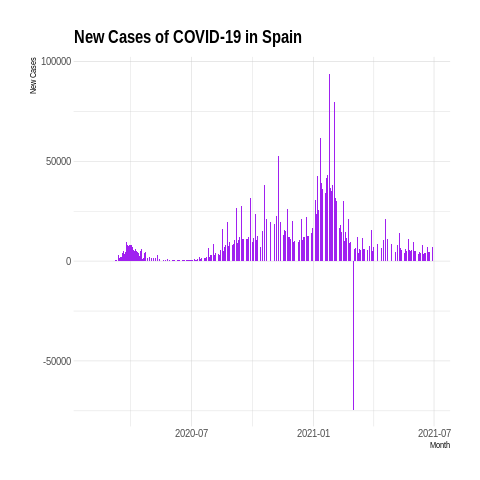 New Cases of COVID-19 in Spain
New Cases
100000
50000
0
-50000
2020-07
2021-01
2021-07
Month